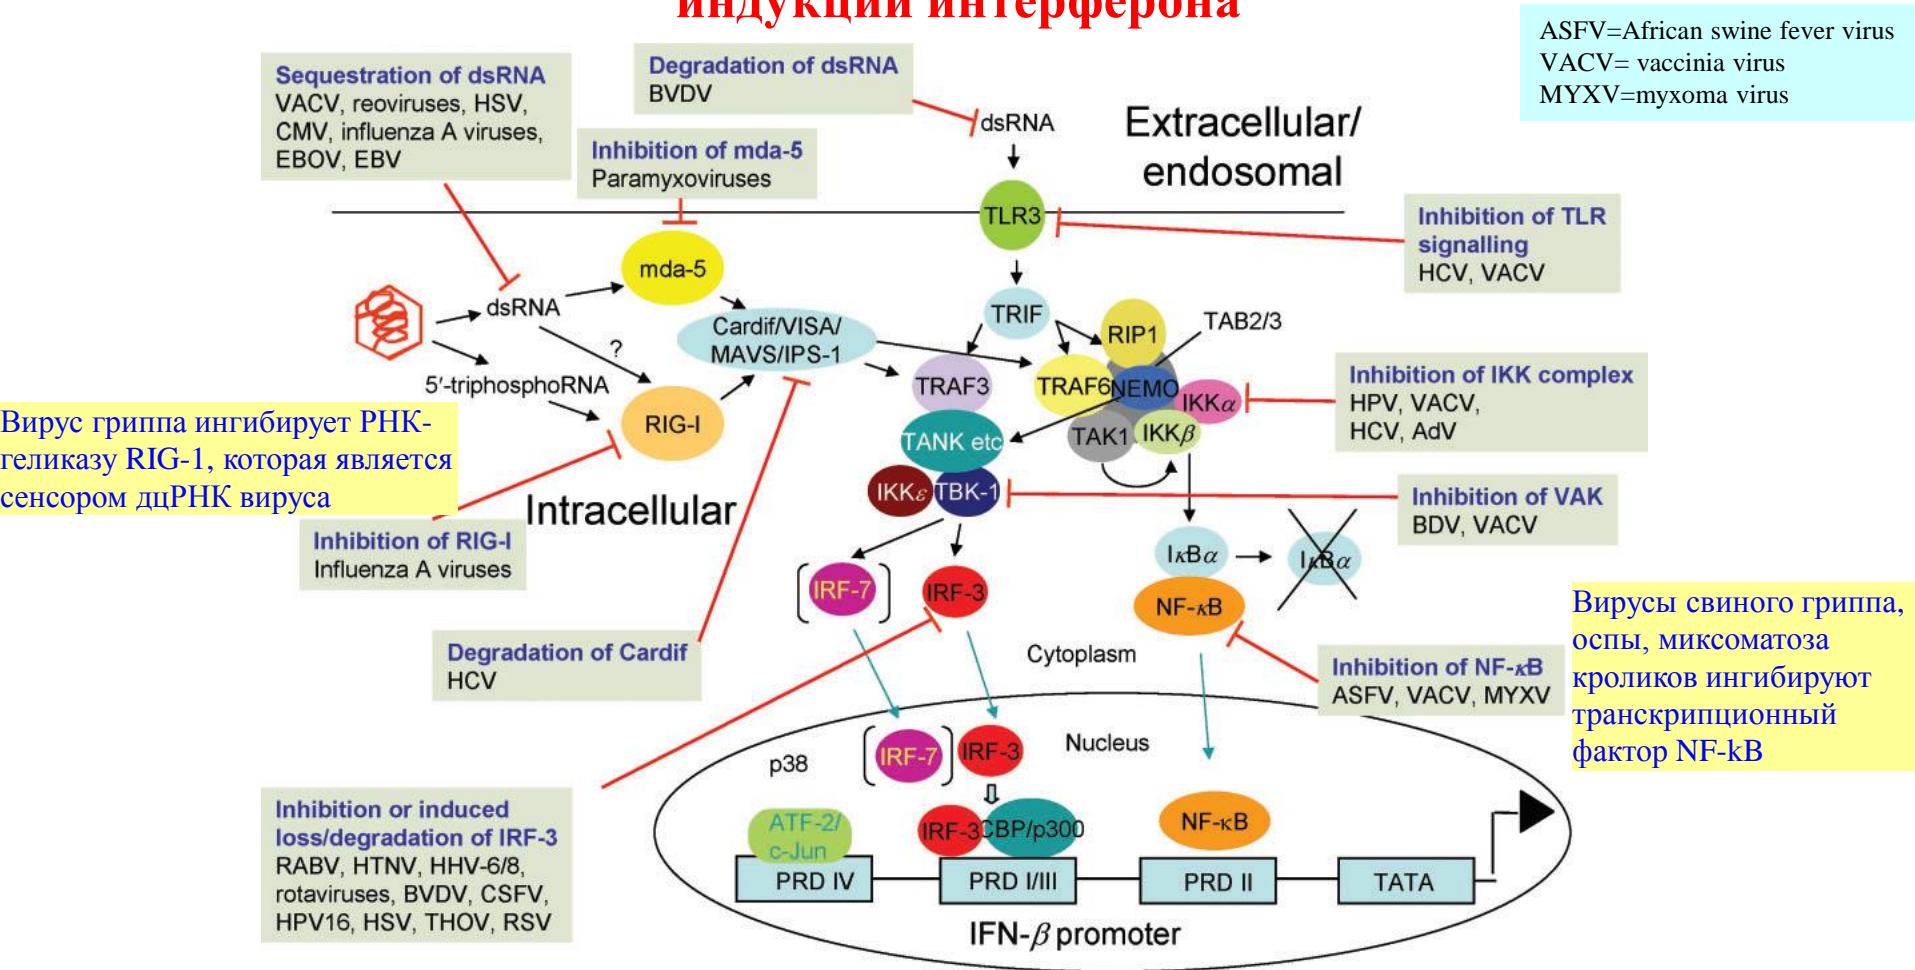 индукции интерферона
ASFV=African swine fever virus
VACV= vaccinia virus
MYXV=myxoma virus
Sequestration of dsRNA
VACV, reoviruses, HSV,
CMV, influenza A viruses,
EBOV, EBV
Degradation of dsRNA
BVDV
Inhibition of mda-5
Paramyxoviruses
dsRNA
Extracellular/
endosomal
TLR3
Inhibition of TLR
signalling
HCV, VACV
mda-5
dsRNA
TRIF
RIP1
TAB2/3
Cardif/VISA/
MAVS/IPS-1
?
5′-triphosphoRNA
TRAF3
TRAF6
NEMO
IKKα
Inhibition of IKK complex
HPV, VACV,
HCV, AdV
RIG-I
TANK etc
TAK1
IKKβ
Вирус гриппа ингибирует РНК-
геликазу RIG-1, которая является
сенсором дцРНК вируса
IKKε
TBK-1
Inhibition of VAK
BDV, VACV
Intracellular
Inhibition of RIG-I
Influenza A viruses
IκBα
IκBα
IRF-7
IRF-3
NF-κB
Вирусы свиного гриппа,
оспы, миксоматоза
кроликов ингибируют
транскрипционный
фактор NF-kB
Degradation of Cardif
HCV
Cytoplasm
Inhibition of NF-κB
ASFV, VACV, MYXV
Nucleus
p38
IRF-7
IRF-3
Inhibition or induced
loss/degradation of IRF-3
RABV, HTNV, HHV-6/8,
rotaviruses, BVDV, CSFV,
HPV16, HSV, THOV, RSV
ATF-2/
c-Jun
IRF-3
CBP/p300
NF-κB
PRD IV
PRD I/III
PRD II
TATA
IFN-β promoter